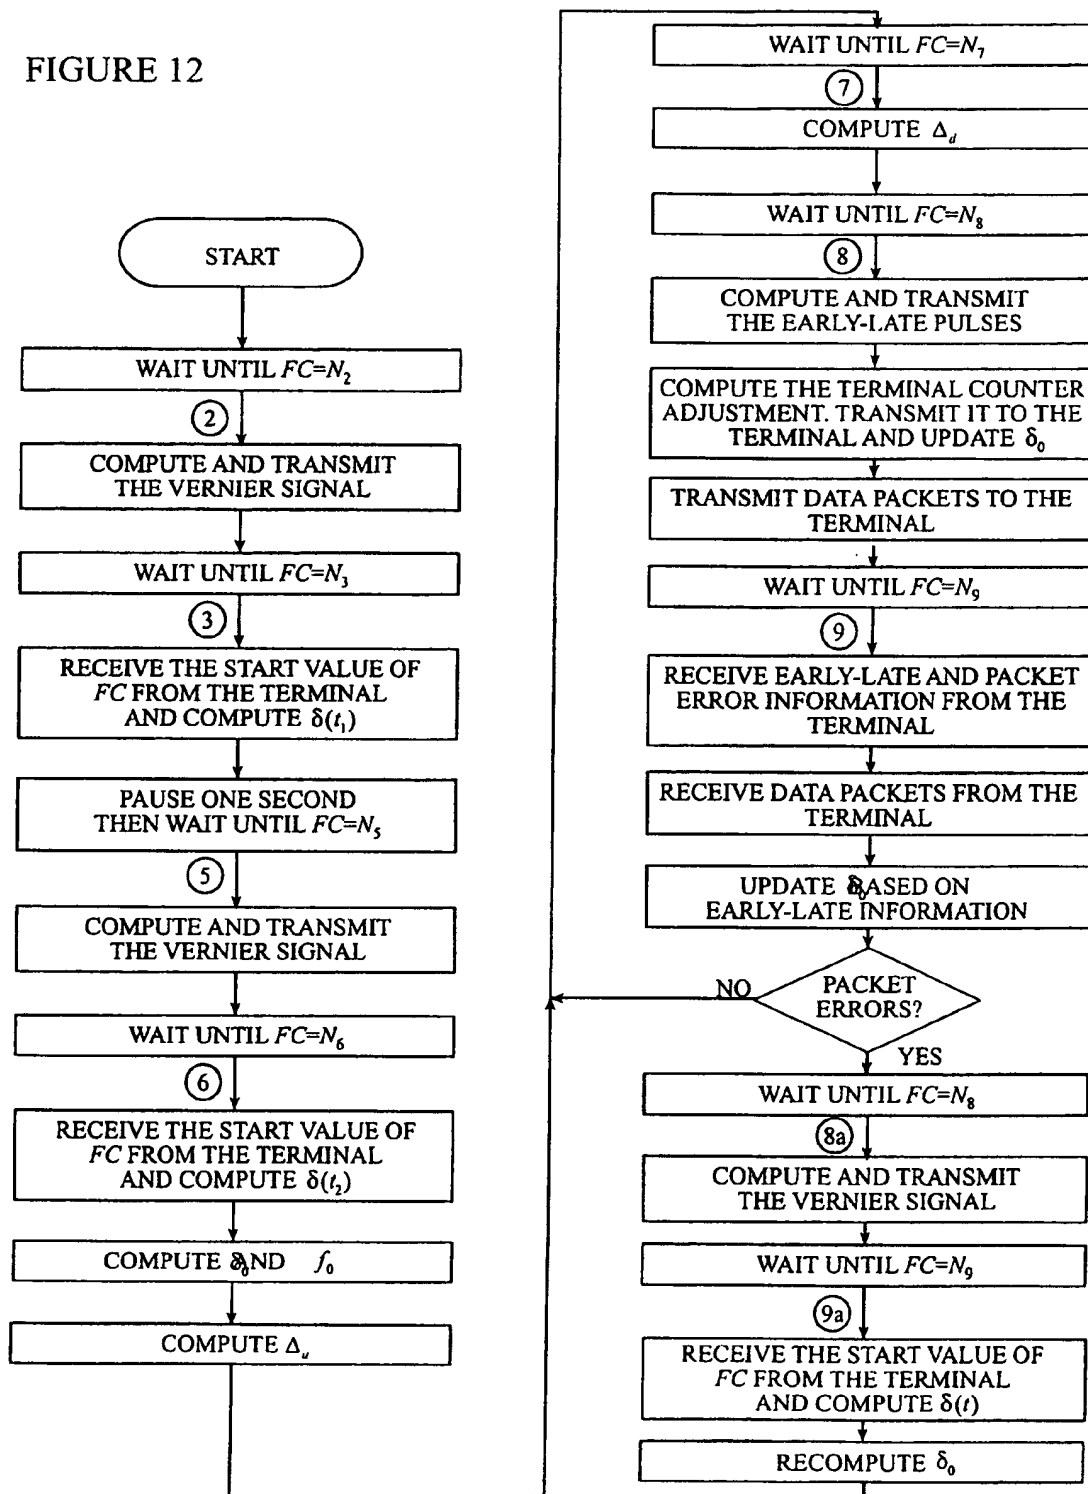 FIGURE 12
START
WAIT UNTIL FC=N₂
②
COMPUTE AND TRANSMIT
THE VERNIER SIGNAL
WAIT UNTIL FC=N₃
③
RECEIVE THE START VALUE OF
FC FROM THE TERMINAL
AND COMPUTE δ(t₁)
PAUSE ONE SECOND
THEN WAIT UNTIL FC=N₅
⑤
COMPUTE AND TRANSMIT
THE VERNIER SIGNAL
WAIT UNTIL FC=N₆
⑥
RECEIVE THE START VALUE OF
FC FROM THE TERMINAL
AND COMPUTE δ(t₂)
COMPUTE δ₀ AND f₀
COMPUTE Δᵤ
WAIT UNTIL FC=N₇
⑦
COMPUTE Δ_d
WAIT UNTIL FC=N₈
⑧
COMPUTE AND TRANSMIT
THE EARLY-LATE PULSES
COMPUTE THE TERMINAL COUNTER
ADJUSTMENT. TRANSMIT IT TO THE
TERMINAL AND UPDATE δ₀
TRANSMIT DATA PACKETS TO THE
TERMINAL
WAIT UNTIL FC=N₉
⑨
RECEIVE EARLY-LATE AND PACKET
ERROR INFORMATION FROM THE
TERMINAL
RECEIVE DATA PACKETS FROM THE
TERMINAL
UPDATE δ₀ BASED ON
EARLY-LATE INFORMATION
PACKET
ERRORS?
NO
YES
WAIT UNTIL FC=N₈
8a
COMPUTE AND TRANSMIT
THE VERNIER SIGNAL
WAIT UNTIL FC=N₉
9a
RECEIVE THE START VALUE OF
FC FROM THE TERMINAL
AND COMPUTE δ(t)
RECOMPUTE δ₀